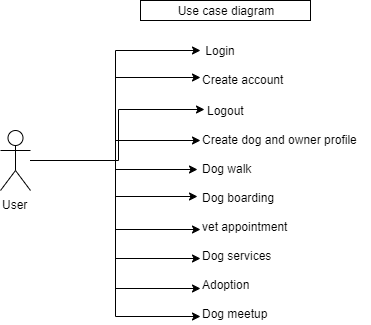 Use case diagram
Login
Create account
Logout
Create dog and owner profile
Dog walk
Dog boarding
vet appointment
Dog services
Adoption
Dog meetup
User